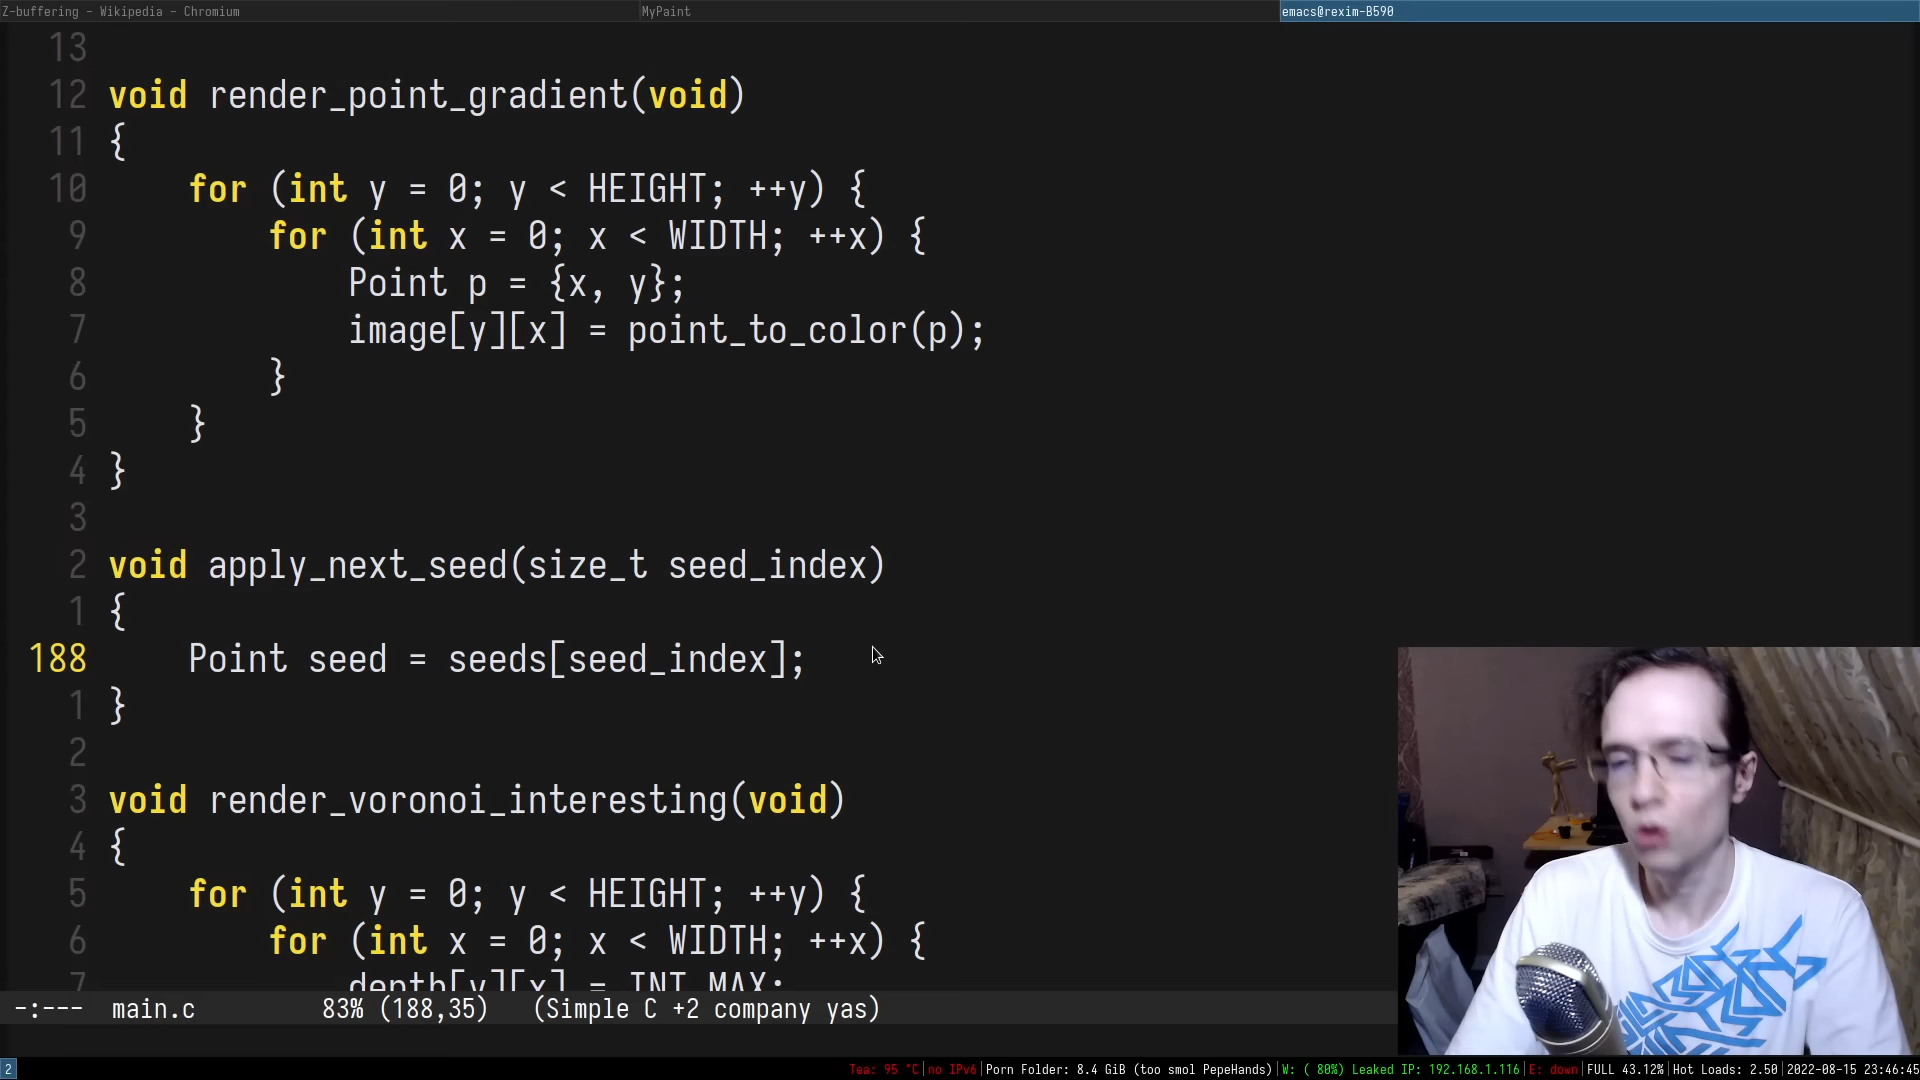 Z-buffering - Wikipedia - Chromium
MyPaint
emacs@rexim-B590
13
12 void render_point_gradient(void)
11 {
10     for (int y = 0; y < HEIGHT; ++y) {
9         for (int x = 0; x < WIDTH; ++x) {
8             Point p = {x, y};
7             image[y][x] = point_to_color(p);
6         }
5     }
4 }
3
2 void apply_next_seed(size_t seed_index)
1 {
188     Point seed = seeds[seed_index];
1 }
2
3 void render_voronoi_interesting(void)
4 {
5     for (int y = 0; y < HEIGHT; ++y) {
6         for (int x = 0; x < WIDTH; ++x) {
7             depth[y][x] = INT_MAX;
-:--- main.c 83% (188,35) (Simple C +2 company yas)
2 Tea: 95 °C|no IPv6|Porn Folder: 8.4 GiB (too smol PepeHands)|W: ( 80%) Leaked IP: 192.168.1.116|E: down|FULL 43.12%|Hot Loads: 2.50|2022-08-15 23:46:45